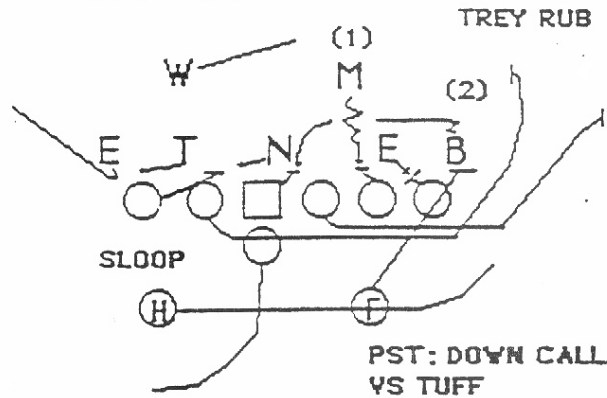 TREY RUB
(1)
W
M
(2)
E T N E B
SLOOP
H F
PST: DOWN CALL
VS TUFF